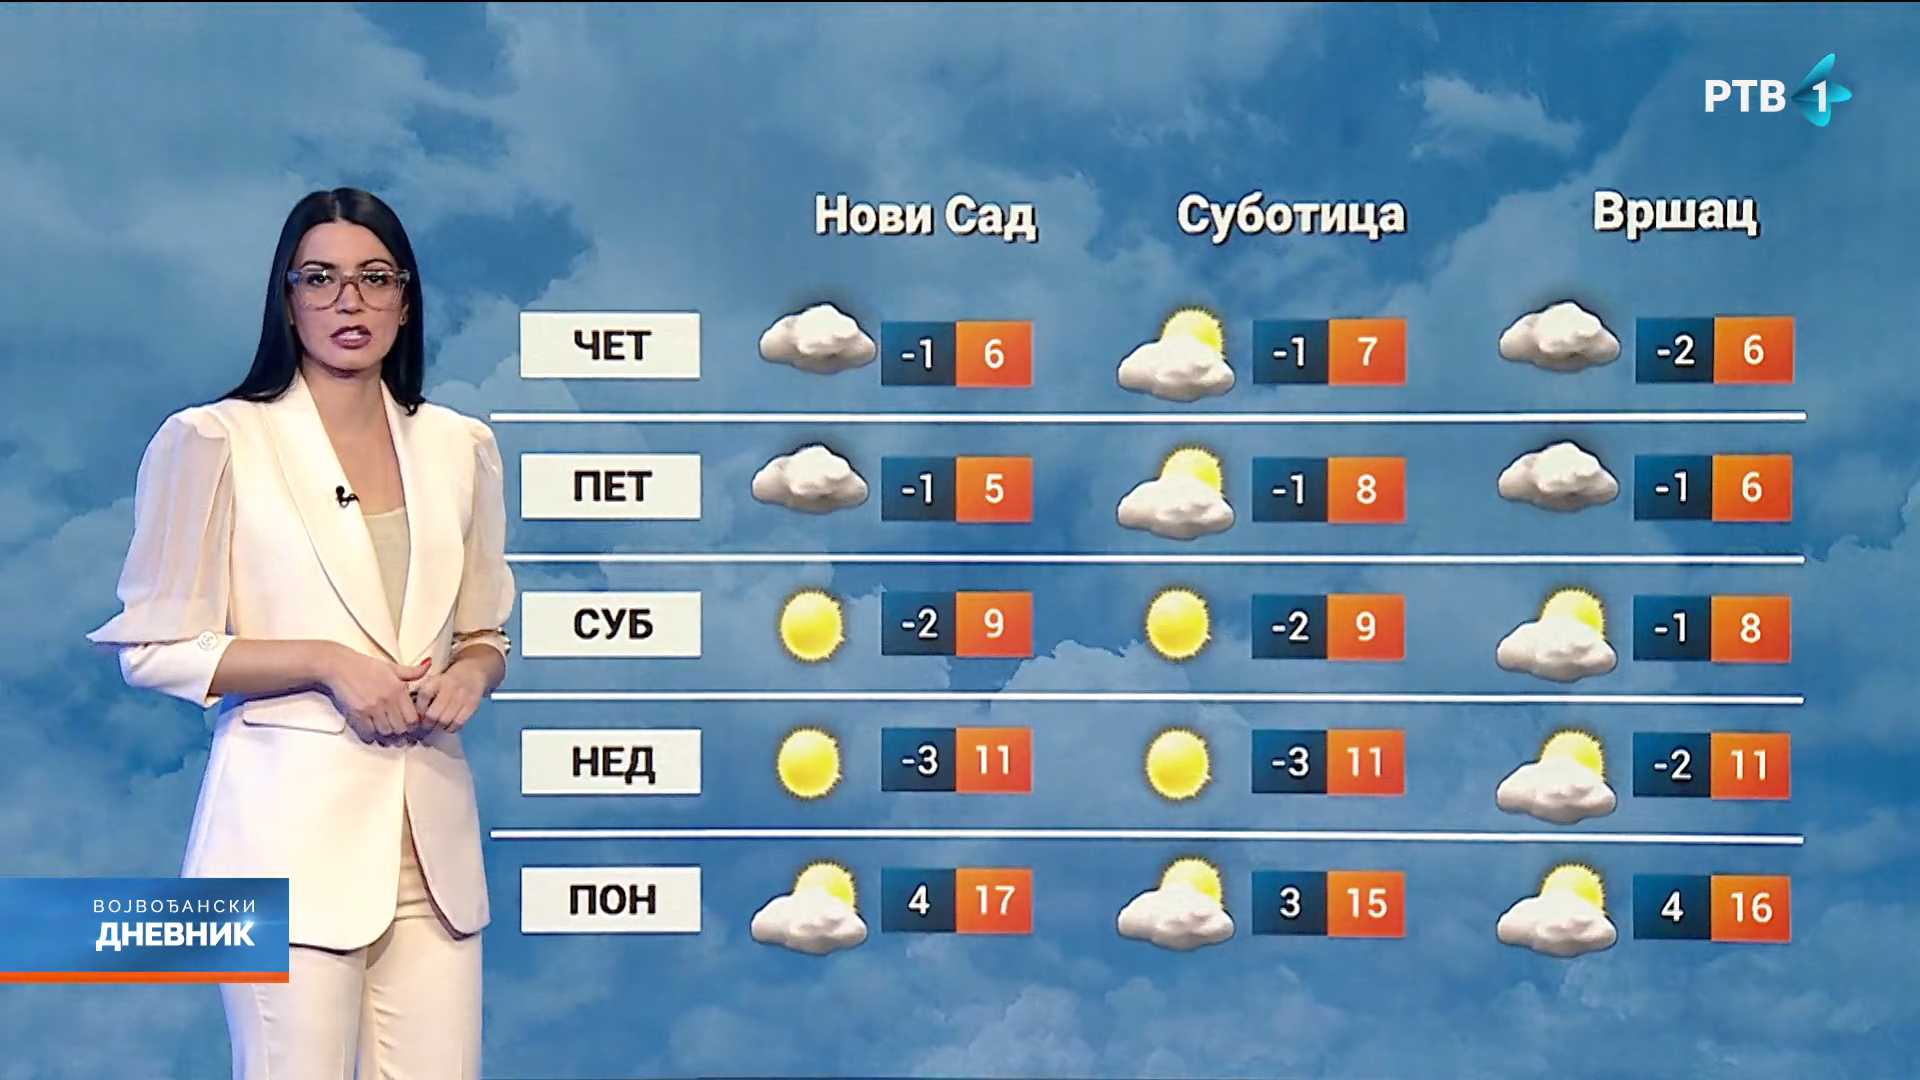 РТВ 1
Нови Сад Суботица Вршац
ЧЕТ -1 6 -1 7 -2 6
ПЕТ -1 5 -1 8 -1 6
СУБ -2 9 -2 9 -1 8
НЕД -3 11 -3 11 -2 11
ПОН 4 17 3 15 4 16
ВОЈВОЂАНСКИ
ДНЕВНИК